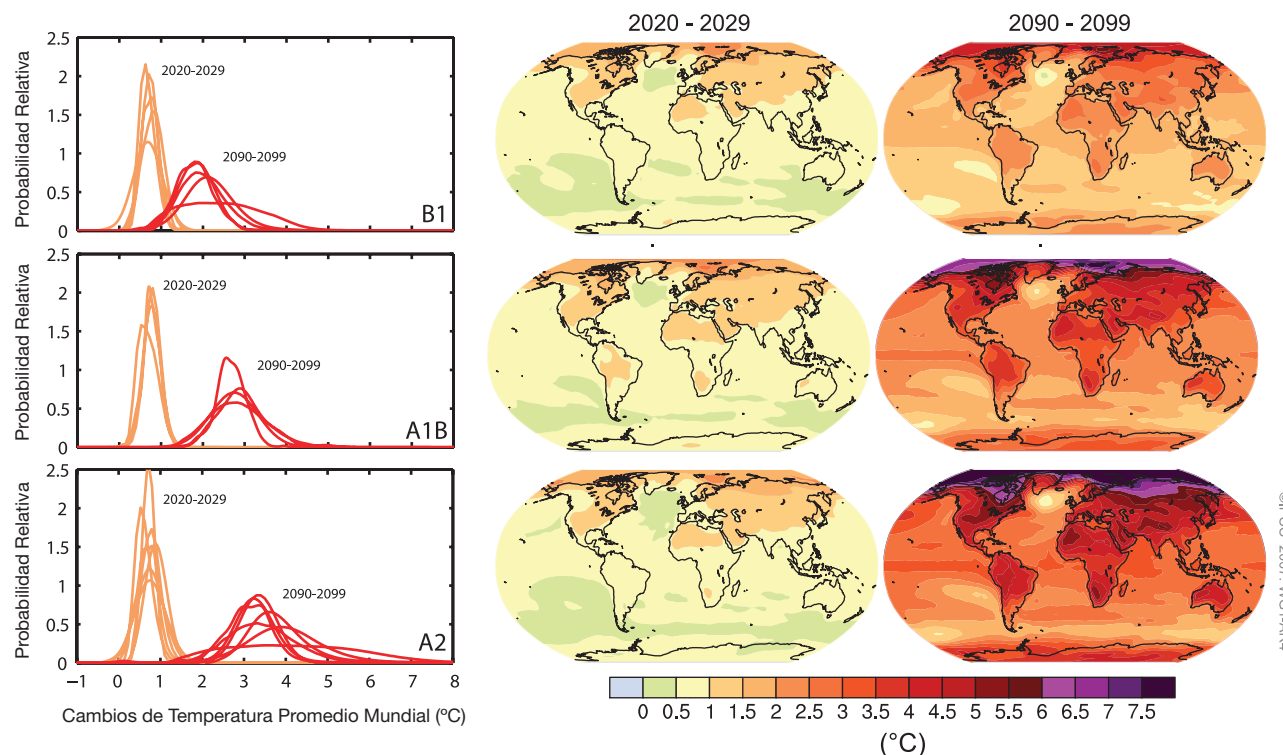 2020 - 2029
2090 - 2099
Probabilidad Relativa
2.5
2
1.5
1
0.5
0
2020-2029
2090-2099
B1
Probabilidad Relativa
2.5
2
1.5
1
0.5
0
2020-2029
2090-2099
A1B
Probabilidad Relativa
2.5
2
1.5
1
0.5
0
2020-2029
2090-2099
A2
−1 0 1 2 3 4 5 6 7 8
Cambios de Temperatura Promedio Mundial (ºC)
0 0.5 1 1.5 2 2.5 3 3.5 4 4.5 5 5.5 6 6.5 7 7.5
(°C)